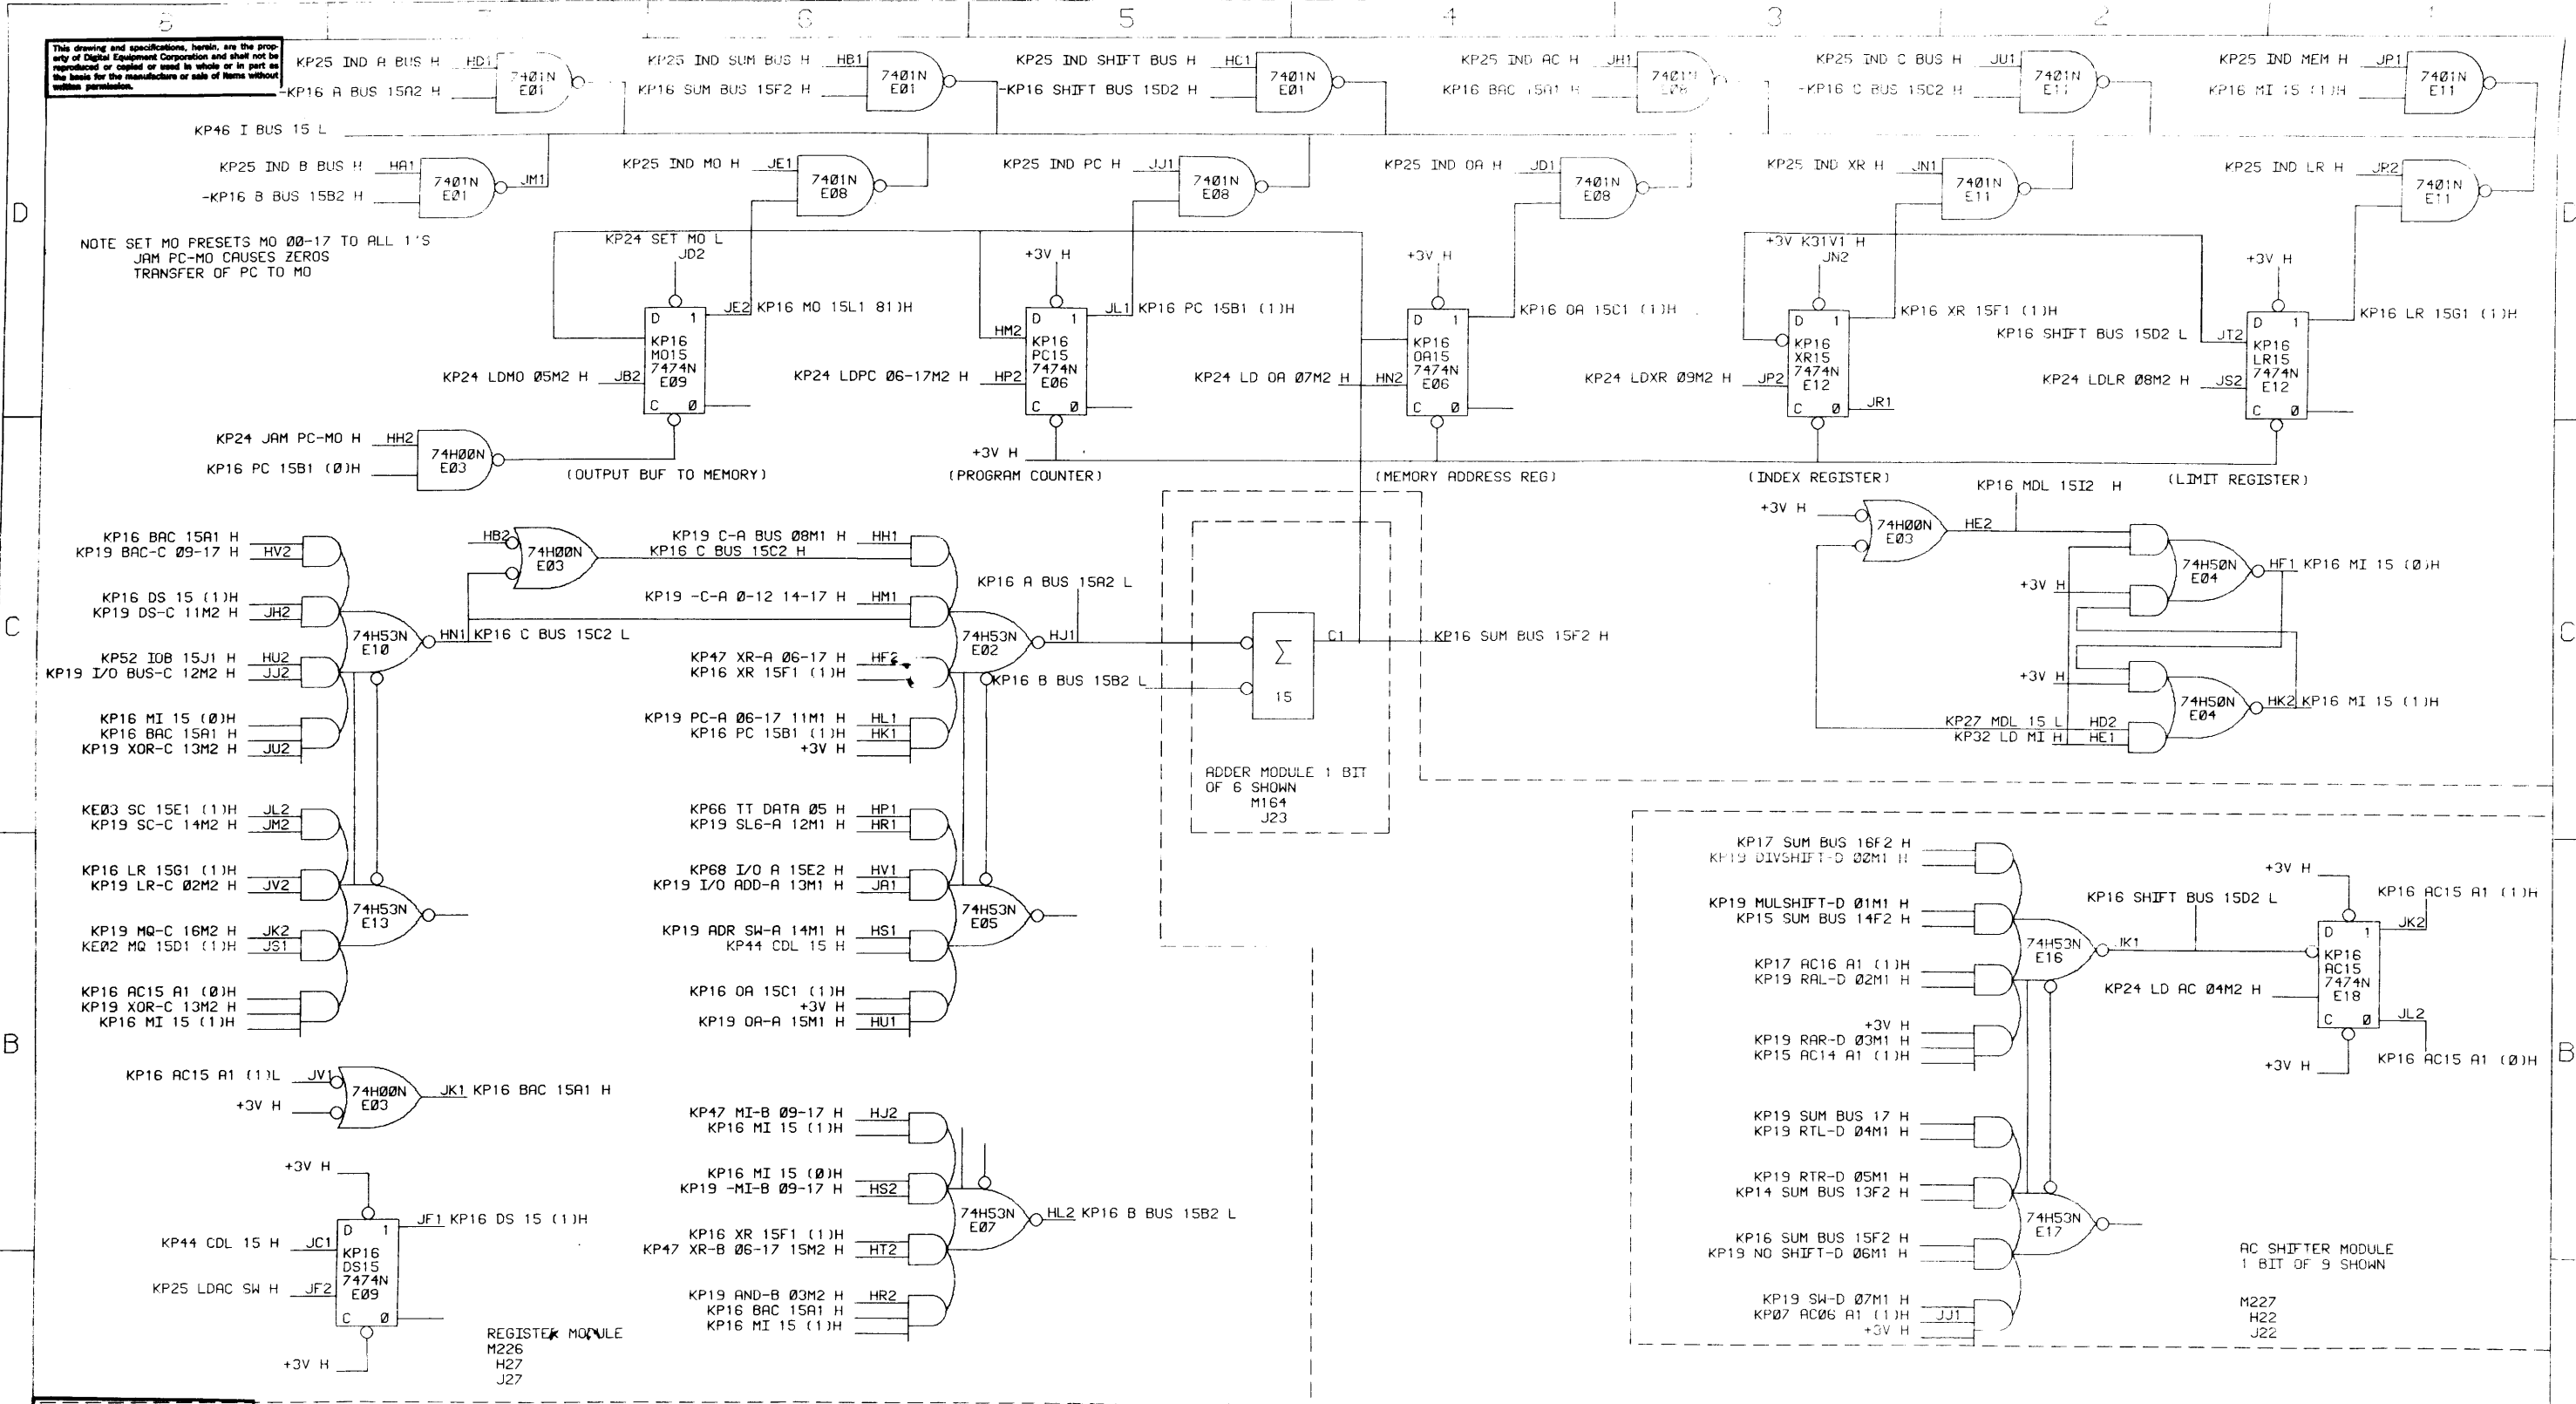 8 7 6 5 4 3 2 1
This drawing and specifications, herein, are the prop-
erty of Digital Equipment Corporation and shall not be
reproduced or copied or used in whole or in part as
the basis for the manufacture or sale of items without
written permission.
KP25 IND A BUS H HD1
-KP16 A BUS 15A2 H
7401N
E01
KP25 IND SUM BUS H HB1
KP16 SUM BUS 15F2 H
7401N
E01
KP25 IND SHIFT BUS H HC1
-KP16 SHIFT BUS 15D2 H
7401N
E01
KP25 IND AC H JH1
KP16 BAC 15A1 H
7401N
E08
KP25 IND C BUS H JU1
-KP16 C BUS 15C2 H
7401N
E11
KP25 IND MEM H JP1
KP16 MI 15 (1)H
7401N
E11
KP46 I BUS 15 L
KP25 IND B BUS H HA1
-KP16 B BUS 15B2 H
7401N
E01
JM1
KP25 IND MO H JE1
7401N
E08
KP25 IND PC H JJ1
7401N
E08
KP25 IND OA H JD1
7401N
E08
KP25 IND XR H JN1
7401N
E11
KP25 IND LR H JR2
7401N
E11
D
D
NOTE SET MO PRESETS MO 00-17 TO ALL 1'S
JAM PC-MO CAUSES ZEROS
TRANSFER OF PC TO MO
KP24 SET MO L
JD2
D 1
KP16
MO15
7474N
E09
C Ø
JE2 KP16 MO 15L1 81)H
KP24 LDMO 05M2 H JB2
+3V H
HM2
D 1
KP16
PC15
7474N
E06
C Ø
JL1 KP16 PC 15B1 (1)H
KP24 LDPC 06-17M2 H HP2
+3V H
+3V H
D 1
KP16
OA15
7474N
E06
C Ø
KP16 OA 15C1 (1)H
KP24 LD OA 07M2 H HN2
+3V K31V1 H
JN2
D 1
KP16
XR15
7474N
E12
C Ø
KP16 XR 15F1 (1)H
KP24 LDXR 09M2 H JP2
JR1
+3V H
D 1
KP16
LR15
7474N
E12
C Ø
KP16 LR 15G1 (1)H
KP16 SHIFT BUS 15D2 L JT2
KP24 LDLR 08M2 H JS2
KP24 JAM PC-MO H HH2
KP16 PC 15B1 (0)H
74H00N
E03
(OUTPUT BUF TO MEMORY)
(PROGRAM COUNTER)
(MEMORY ADDRESS REG)
(INDEX REGISTER)
(LIMIT REGISTER)
C
C
KP16 BAC 15A1 H
KP19 BAC-C 09-17 H HV2
KP16 DS 15 (1)H
KP19 DS-C 11M2 H JH2
KP52 IOB 15J1 H HU2
KP19 I/O BUS-C 12M2 H JJ2
KP16 MI 15 (0)H
KP16 BAC 15A1 H
KP19 XOR-C 13M2 H JU2
74H53N
E10
HN1 KP16 C BUS 15C2 L
HB2
74H00N
E03
KP16 C BUS 15C2 H
KE03 SC 15E1 (1)H JL2
KP19 SC-C 14M2 H JM2
KP16 LR 15G1 (1)H
KP19 LR-C 02M2 H JV2
KP19 MQ-C 16M2 H JK2
KE02 MQ 15D1 (1)H JS1
KP16 AC15 A1 (0)H
KP19 XOR-C 13M2 H
KP16 MI 15 (1)H
74H53N
E13
KP19 C-A BUS 08M1 H HH1
KP19 -C-A 0-12 14-17 H HM1
KP47 XR-A 06-17 H HF2
KP16 XR 15F1 (1)H
KP19 PC-A 06-17 11M1 H HL1
KP16 PC 15B1 (1)H HK1
+3V H
74H53N
E02
HJ1
KP16 A BUS 15A2 L
KP16 B BUS 15B2 L
Σ
15
C1
KP16 SUM BUS 15F2 H
ADDER MODULE 1 BIT
OF 6 SHOWN
M164
J23
KP66 TT DATA 05 H HP1
KP19 SL6-A 12M1 H HR1
KP68 I/O A 15E2 H HV1
KP19 I/O ADD-A 13M1 H JA1
KP19 ADR SW-A 14M1 H HS1
KP44 CDL 15 H
KP16 OA 15C1 (1)H
+3V H
KP19 OA-A 15M1 H HU1
74H53N
E05
KP16 MDL 15I2 H
+3V H
74H00N
E03
HE2
74H50N
E04
HF1 KP16 MI 15 (0)H
+3V H
+3V H
74H50N
E04
HK2 KP16 MI 15 (1)H
KP27 MDL 15 L HD2
KP32 LD MI H HE1
B
B
KP16 AC15 A1 (1)L JV1
+3V H
74H00N
E03
JK1 KP16 BAC 15A1 H
+3V H
KP44 CDL 15 H JC1
KP25 LDAC SW H JF2
D 1
KP16
DS15
7474N
E09
C Ø
JF1 KP16 DS 15 (1)H
+3V H
REGISTER MODULE
M226
H27
J27
KP47 MI-B 09-17 H HJ2
KP16 MI 15 (1)H
KP16 MI 15 (0)H
KP19 -MI-B 09-17 H HS2
KP16 XR 15F1 (1)H
KP47 XR-B 06-17 15M2 H HT2
KP19 AND-B 03M2 H HR2
KP16 BAC 15A1 H
KP16 MI 15 (1)H
74H53N
E07
HL2 KP16 B BUS 15B2 L
KP17 SUM BUS 16F2 H
KP19 DIVSHIFT-D 00M1 H
KP19 MULSHIFT-D 01M1 H
KP15 SUM BUS 14F2 H
KP17 AC16 A1 (1)H
KP19 RAL-D 02M1 H
+3V H
KP19 RAR-D 03M1 H
KP15 AC14 A1 (1)H
74H53N
E16
JK1
KP16 SHIFT BUS 15D2 L
KP19 SUM BUS 17 H
KP19 RTL-D 04M1 H
KP19 RTR-D 05M1 H
KP14 SUM BUS 13F2 H
KP16 SUM BUS 15F2 H
KP19 NO SHIFT-D 06M1 H
KP19 SW-D 07M1 H
KP07 AC06 A1 (1)H JJ1
+3V H
74H53N
E17
+3V H
D 1
KP16
AC15
7474N
E18
C Ø
KP24 LD AC 04M2 H
KP16 AC15 A1 (1)H
JK2
JL2
KP16 AC15 A1 (0)H
+3V H
AC SHIFTER MODULE
1 BIT OF 9 SHOWN
M227
H22
J22